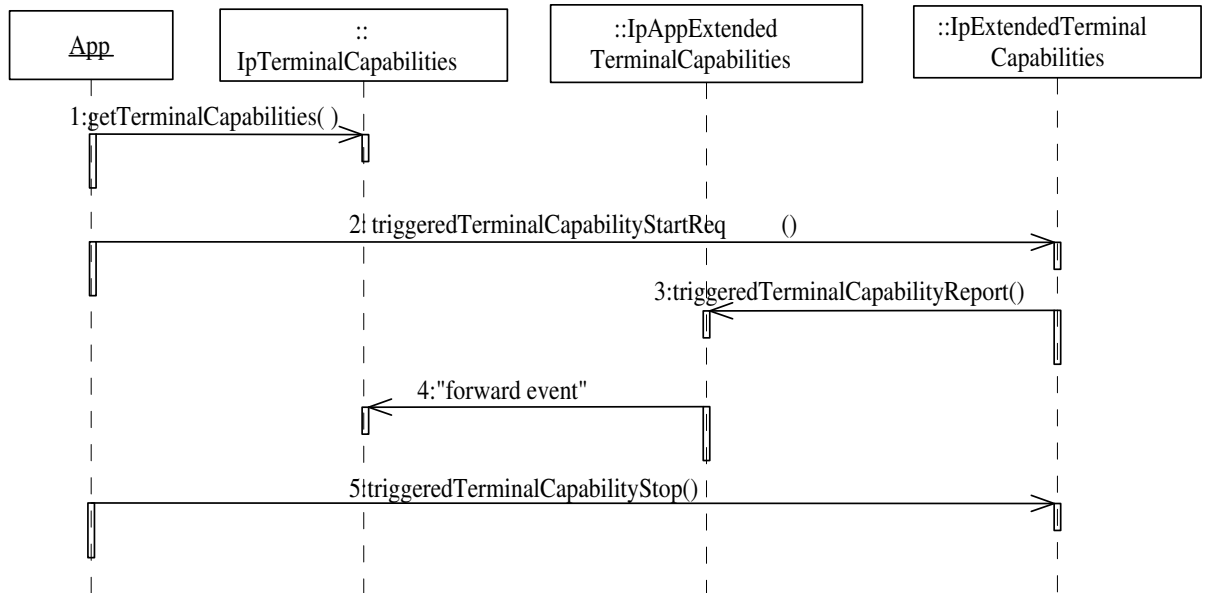 App
::
IpTerminalCapabilities
::IpAppExtended
TerminalCapabilities
::IpExtendedTerminal
Capabilities
1:getTerminalCapabilities( )
2: triggeredTerminalCapabilityStartReq ()
3:triggeredTerminalCapabilityReport()
4:"forward event"
5:triggeredTerminalCapabilityStop()